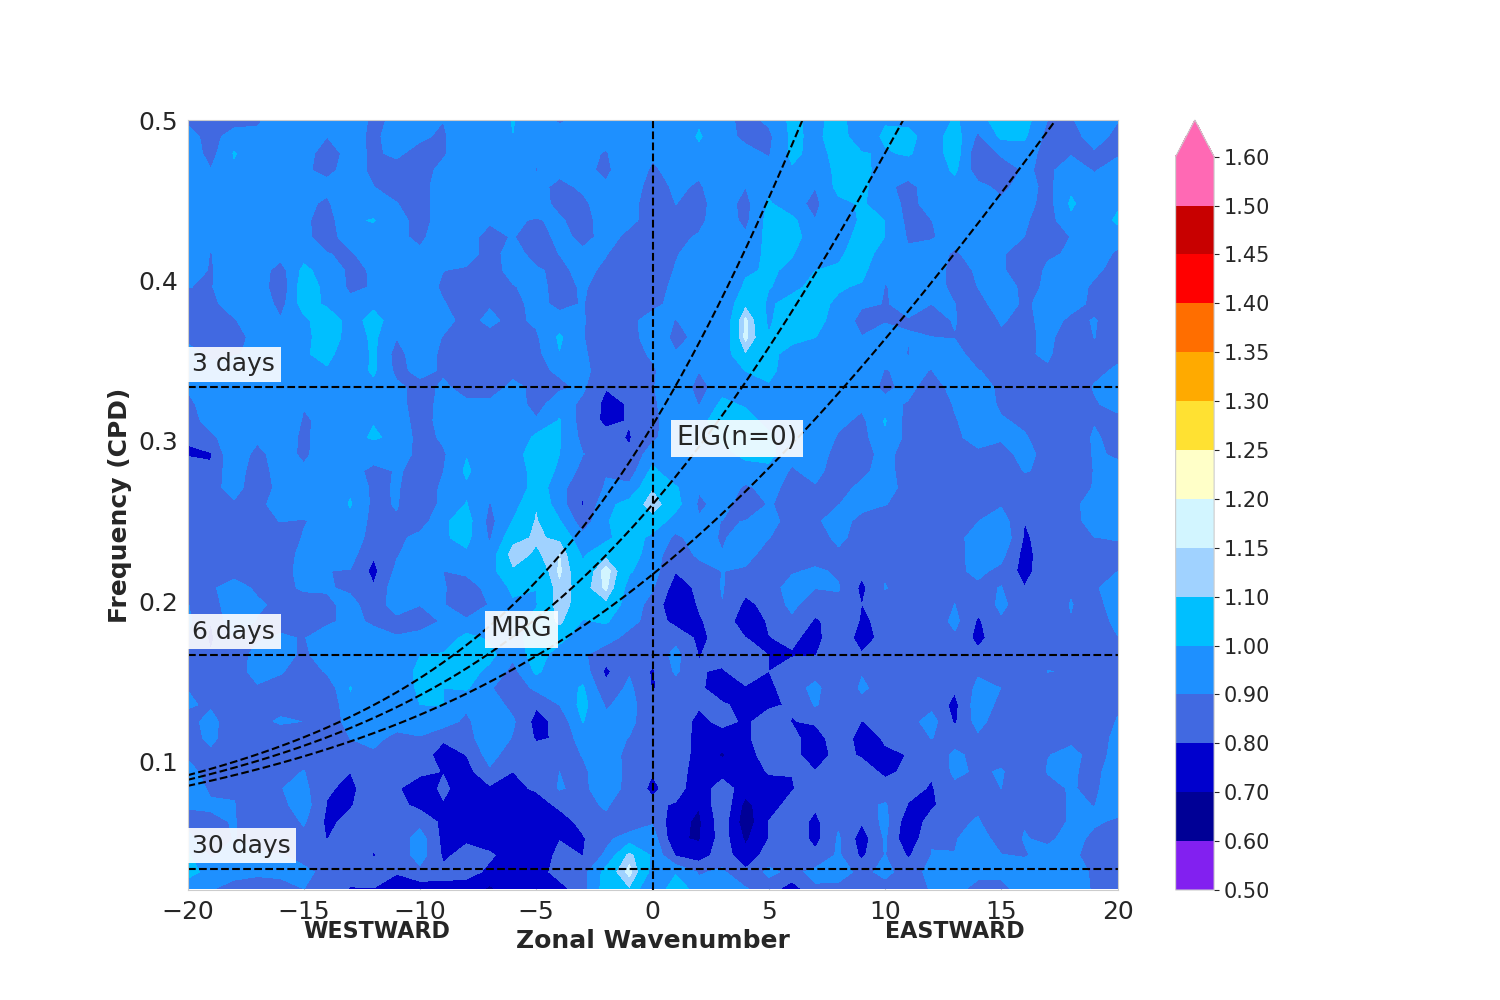 0.5
0.4
0.3
0.2
0.1
Frequency (CPD)
3 days
6 days
30 days
EIG(n=0)
MRG
−20 −15 −10 −5 0 5 10 15 20
WESTWARD EASTWARD
Zonal Wavenumber
1.60
1.50
1.45
1.40
1.35
1.30
1.25
1.20
1.15
1.10
1.00
0.90
0.80
0.70
0.60
0.50